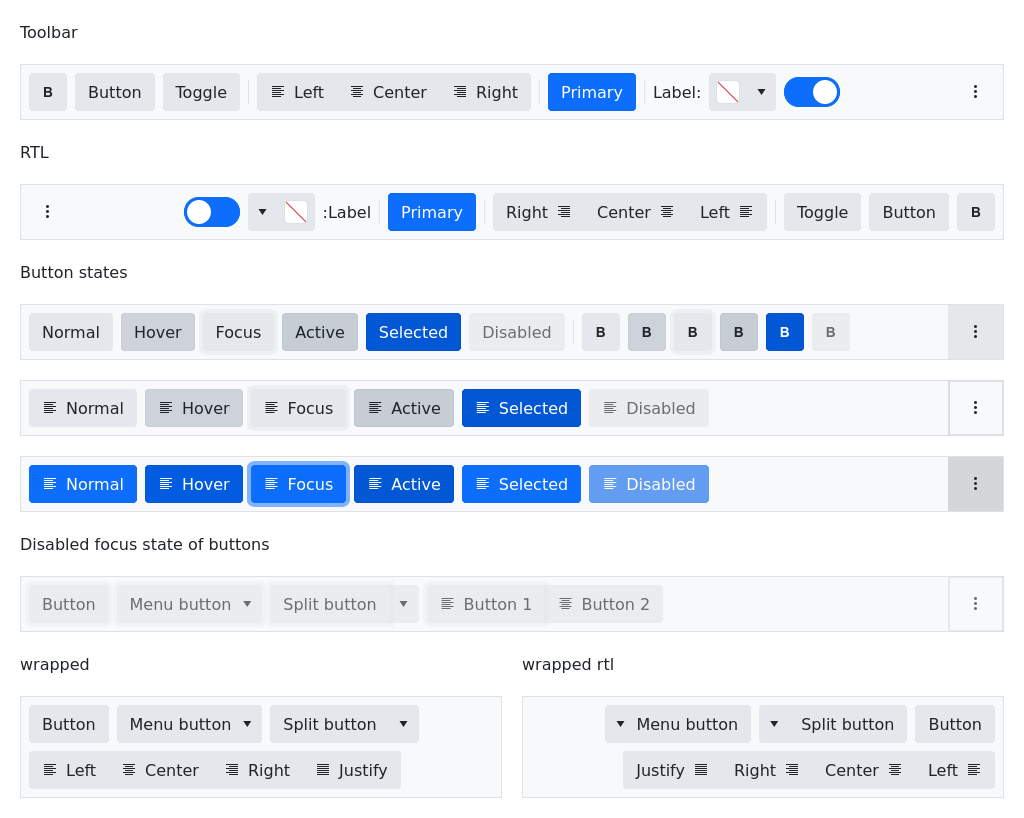 Toolbar
B Button Toggle Left Center Right Primary Label:
RTL
:Label Primary Right Center Left Toggle Button B
Button states
Normal Hover Focus Active Selected Disabled B B B B B B
Normal Hover Focus Active Selected Disabled
Normal Hover Focus Active Selected Disabled
Disabled focus state of buttons
Button Menu button Split button Button 1 Button 2
wrapped
Button Menu button Split button
Left Center Right Justify
wrapped rtl
Menu button Split button Button
Justify Right Center Left